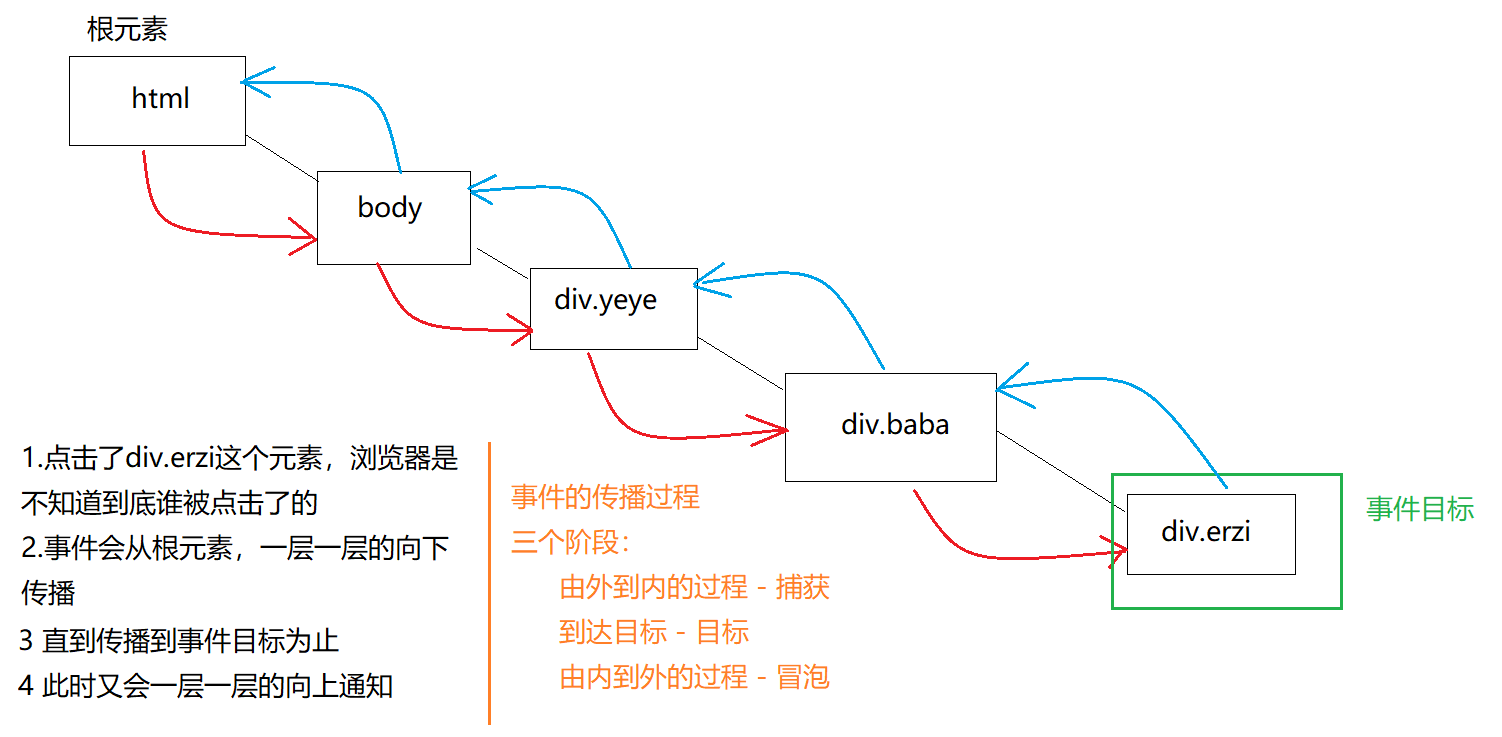 根元素
html
body
div.yeye
div.baba
div.erzi
事件目标
1.点击了div.erzi这个元素，浏览器是
不知道到底谁被点击了的
2.事件会从根元素，一层一层的向下
传播
3 直到传播到事件目标为止
4 此时又会一层一层的向上通知
事件的传播过程
三个阶段：
由外到内的过程 - 捕获
到达目标 - 目标
由内到外的过程 - 冒泡